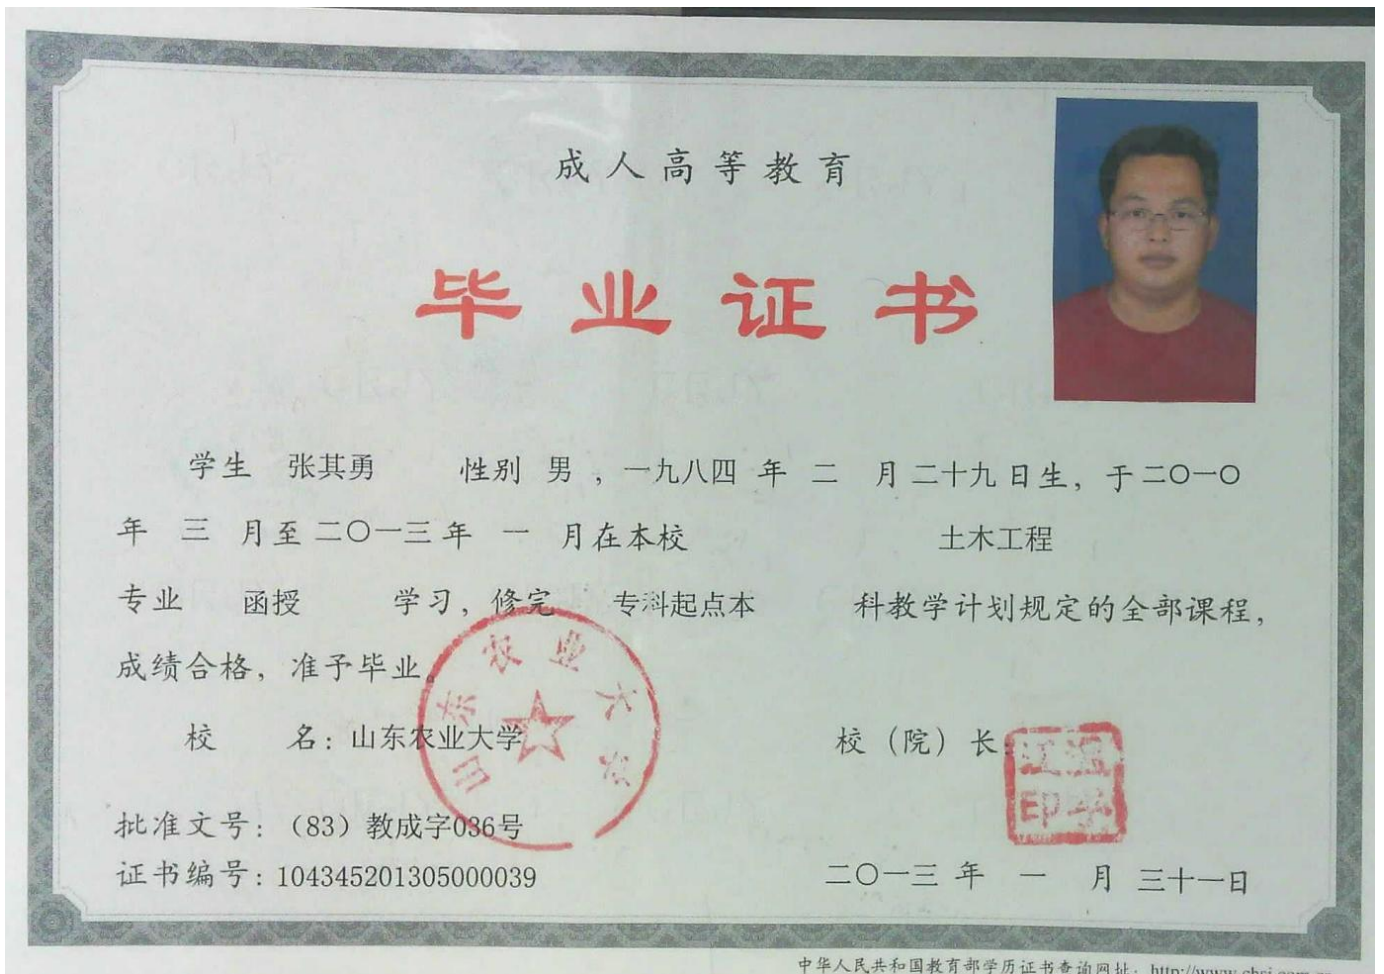 成人高等教育
毕业证书
学生 张其勇 性别 男 ，一九八四 年 二 月 二十九 日生，于 二〇一〇
年 三 月至 二〇一三 年 一 月在本校 土木工程
专业 函授 学习，修完 专科起点本 科教学计划规定的全部课程，
成绩合格，准予毕业。
山东农业大学
校 名：山东农业大学 校（院）长：
印
批准文号：（83）教成字036号
证书编号：104345201305000039 二〇一三 年 一 月 三十一日
中华人民共和国教育部学历证书查询网址：http://www.chsi.com